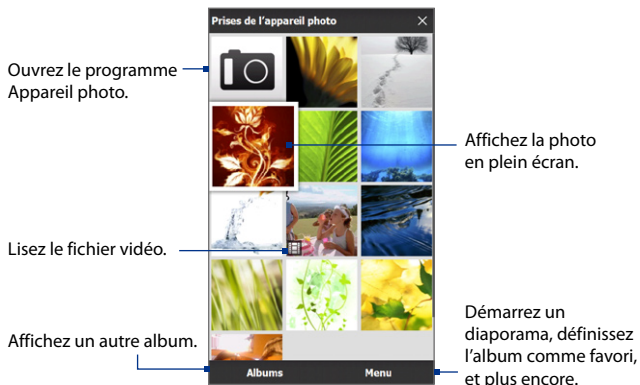 Prises de l'appareil photo
Ouvrez le programme
Appareil photo.
Affichez la photo
en plein écran.
Lisez le fichier vidéo.
Affichez un autre album.
Démarrez un
diaporama, définissez
l'album comme favori,
et plus encore.
Albums
Menu